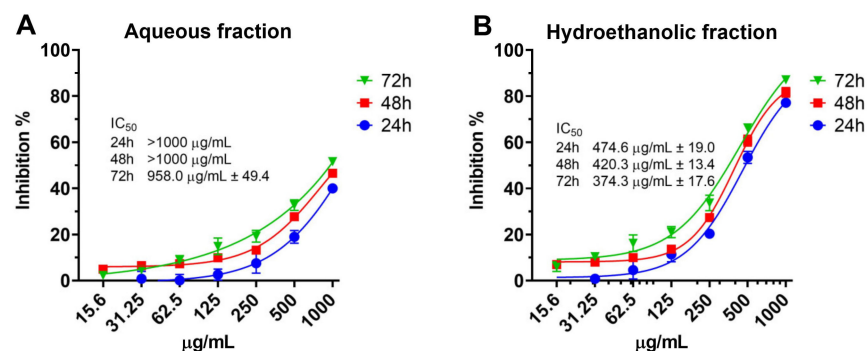 A
Aqueous fraction
Inhibition %
100
80
60
40
20
0
72h
48h
24h
IC50
24h >1000 µg/mL
48h >1000 µg/mL
72h 958.0 µg/mL ± 49.4
15.6
31.25
62.5
125
250
500
1000
µg/mL
B
Hydroethanolic fraction
Inhibition %
100
80
60
40
20
0
72h
48h
24h
IC50
24h 474.6 µg/mL ± 19.0
48h 420.3 µg/mL ± 13.4
72h 374.3 µg/mL ± 17.6
15.6
31.25
62.5
125
250
500
1000
µg/mL